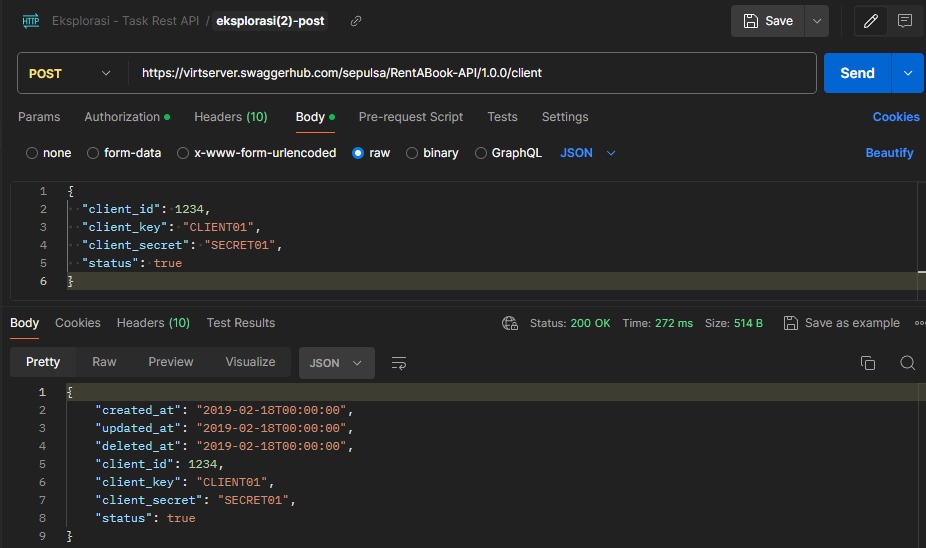 HTTP Eksplorasi - Task Rest API / eksplorasi(2)-post Save
POST https://virtserver.swaggerhub.com/sepulsa/RentABook-API/1.0.0/client Send
Params Authorization Headers (10) Body Pre-request Script Tests Settings Cookies
none form-data x-www-form-urlencoded raw binary GraphQL JSON Beautify
1 {
2 "client_id": 1234,
3 "client_key": "CLIENT01",
4 "client_secret": "SECRET01",
5 "status": true
6 }
Body Cookies Headers (10) Test Results Status: 200 OK Time: 272 ms Size: 514 B Save as example
Pretty Raw Preview Visualize JSON
1 {
2 "created_at": "2019-02-18T00:00:00",
3 "updated_at": "2019-02-18T00:00:00",
4 "deleted_at": "2019-02-18T00:00:00",
5 "client_id": 1234,
6 "client_key": "CLIENT01",
7 "client_secret": "SECRET01",
8 "status": true
9 }